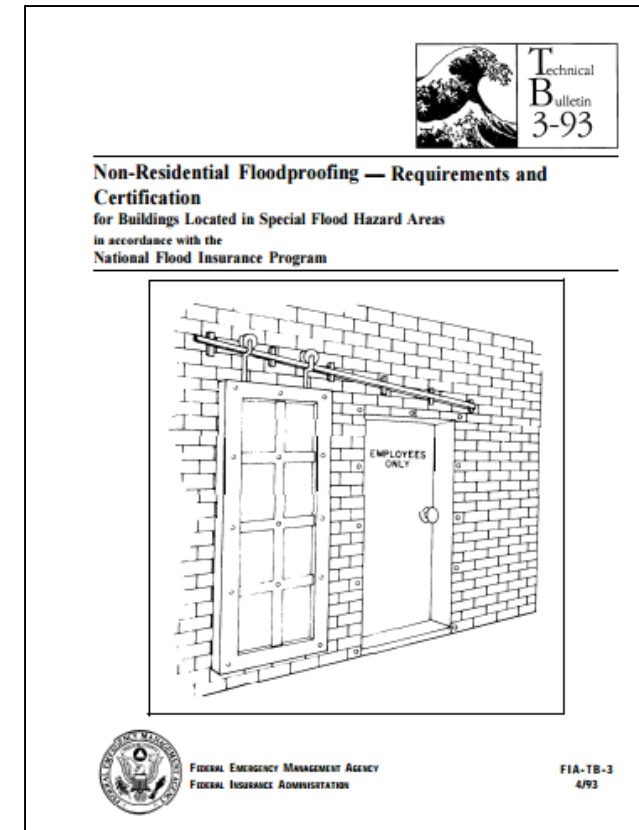 Technical
Bulletin
3-93
Non-Residential Floodproofing — Requirements and
Certification
for Buildings Located in Special Flood Hazard Areas
in accordance with the
National Flood Insurance Program
EMPLOYEES
ONLY
FEDERAL EMERGENCY MANAGEMENT AGENCY
FEDERAL INSURANCE ADMINISRTATION
FIA-TB-3
4/93